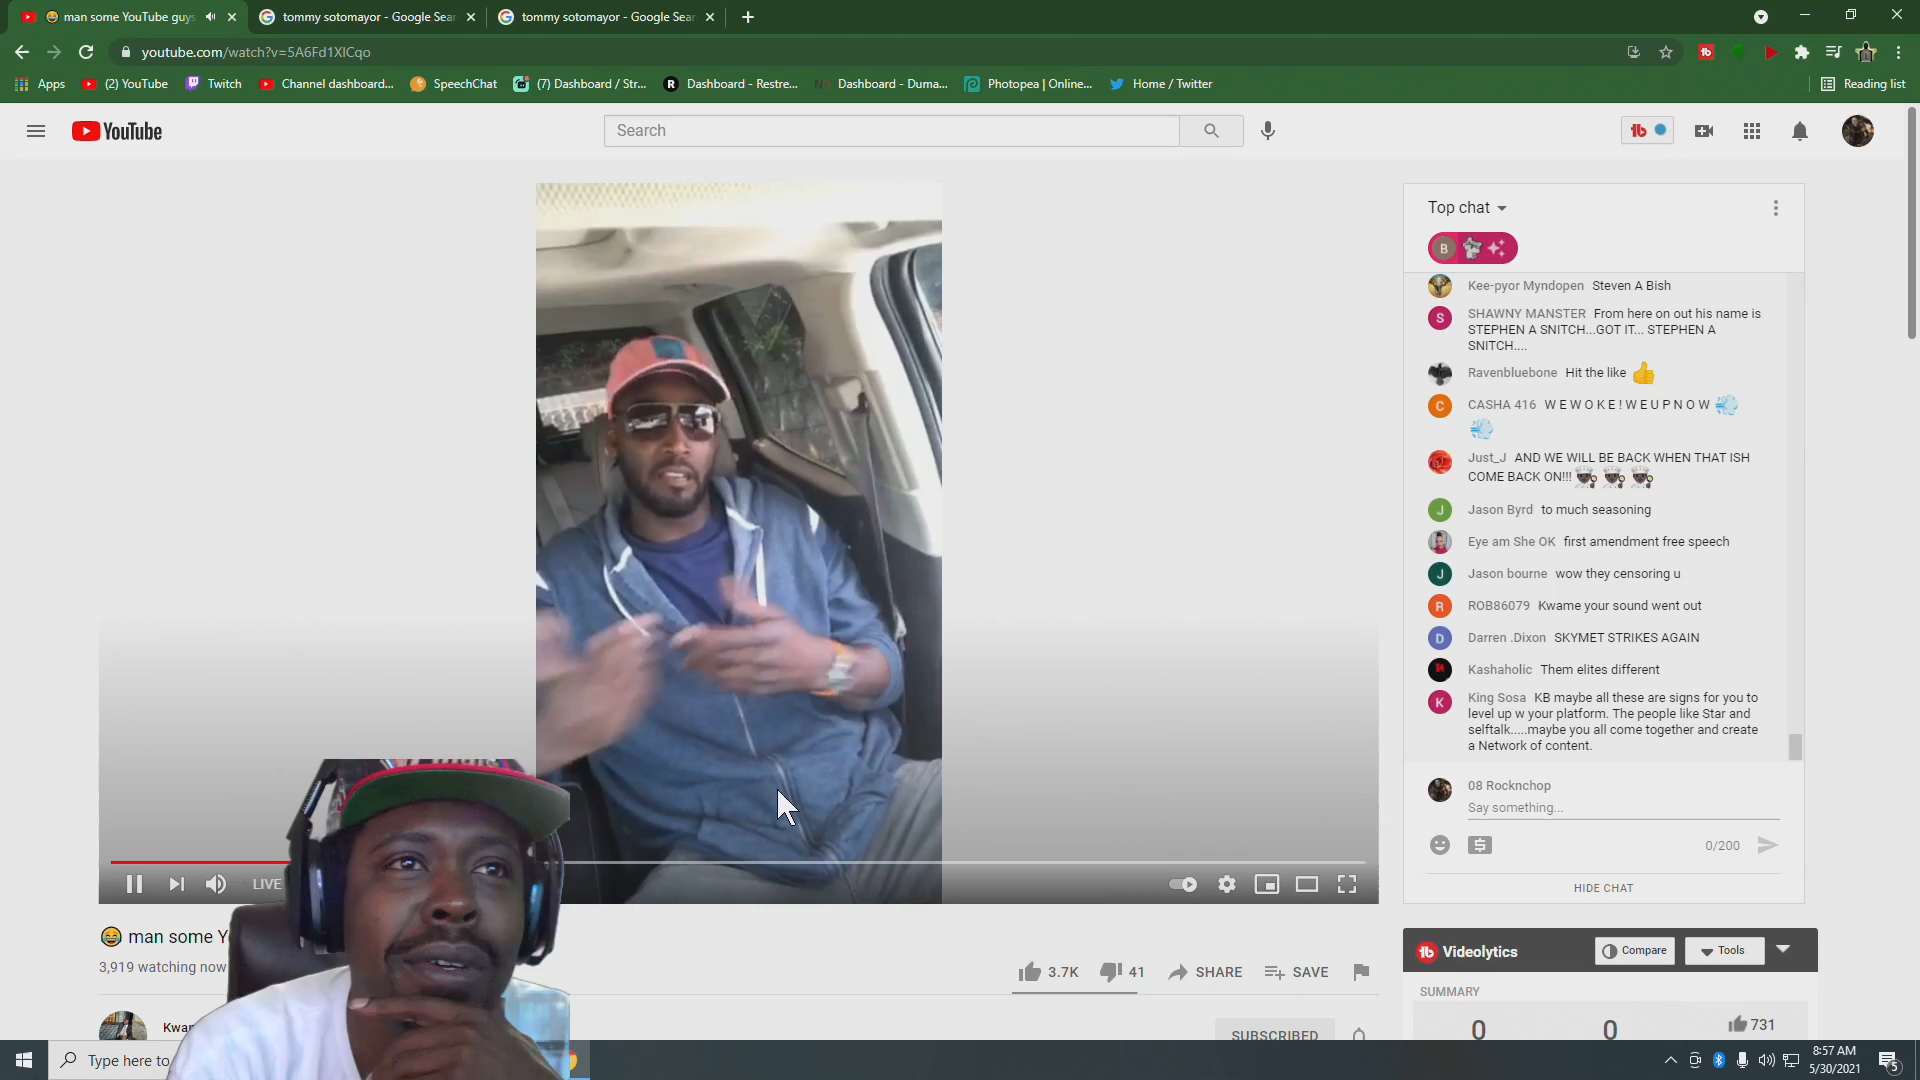 man some YouTube guys
tommy sotomayor - Google Sear
tommy sotomayor - Google Sear
youtube.com/watch?v=5A6Fd1XlCqo
Apps
(2) YouTube
Twitch
Channel dashboard...
SpeechChat
(7) Dashboard / Str...
Dashboard - Restre...
Dashboard - Duma...
Photopea | Online...
Home / Twitter
Reading list
YouTube
Search
Top chat
B
Kee-pyor Myndopen Steven A Bish
S SHAWNY MANSTER From here on out his name is
STEPHEN A SNITCH...GOT IT... STEPHEN A
SNITCH....
Ravenbluebone Hit the like 👍
C CASHA 416 W E W O K E ! W E U P N O W 💨
💨
Just_J AND WE WILL BE BACK WHEN THAT ISH
COME BACK ON!!!
J Jason Byrd to much seasoning
Eye am She OK first amendment free speech
J Jason bourne wow they censoring u
R ROB86079 Kwame your sound went out
D Darren .Dixon SKYMET STRIKES AGAIN
Kashaholic Them elites different
K King Sosa KB maybe all these are signs for you to
level up w your platform. The people like Star and
selftalk.....maybe you all come together and create
a Network of content.
08 Rocknchop
Say something...
0/200
HIDE CHAT
LIVE
😂 man some Y
3,919 watching now
3.7K
41
SHARE
SAVE
Kwa
SUBSCRIBED
Videolytics
Compare
Tools
SUMMARY
0
0
731
Type here to
8:57 AM
5/30/2021
5